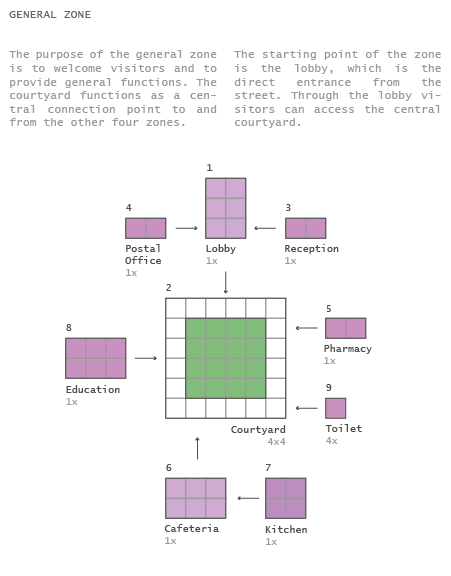 GENERAL ZONE
The purpose of the general zone
is to welcome visitors and to
provide general functions. The
courtyard functions as a cen-
tral connection point to and
from the other four zones.
The starting point of the zone
is the lobby, which is the
direct entrance from the
street. Through the lobby vi-
sitors can access the central
courtyard.
1
4
3
Postal
Office
1x
Lobby
1x
Reception
1x
2
5
8
Pharmacy
1x
Education
1x
9
Courtyard
4x4
Toilet
4x
6
7
Cafeteria
1x
Kitchen
1x